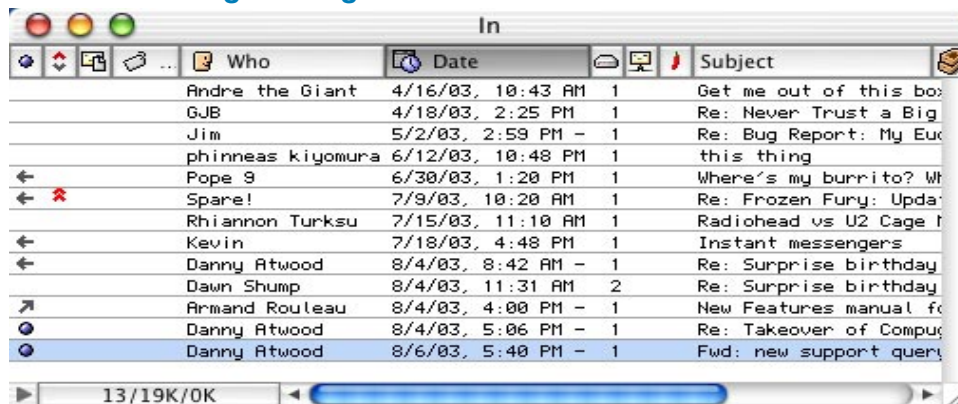 In
... Who Date Subject
Andre the Giant 4/16/03, 10:43 AM 1 Get me out of this box
GJB 4/18/03, 2:25 PM 1 Re: Never Trust a Big
Jim 5/2/03, 2:59 PM - 1 Re: Bug Report: My Eud
phinneas kiyomura 6/12/03, 10:48 PM 1 this thing
Pope 9 6/30/03, 1:20 PM 1 Where's my burrito? Wh
Spare! 7/9/03, 10:20 AM 1 Re: Frozen Fury: Updat
Rhiannon Turksu 7/15/03, 11:10 AM 1 Radiohead vs U2 Cage
Kevin 7/18/03, 4:48 PM 1 Instant messengers
Danny Atwood 8/4/03, 8:42 AM - 1 Re: Surprise birthday
Dawn Shump 8/4/03, 11:31 AM 2 Re: Surprise birthday
Armand Rouleau 8/4/03, 4:00 PM - 1 New Features manual fo
Danny Atwood 8/4/03, 5:06 PM - 1 Re: Takeover of Compug
Danny Atwood 8/6/03, 5:40 PM - 1 Fwd: new support query
13/19K/0K